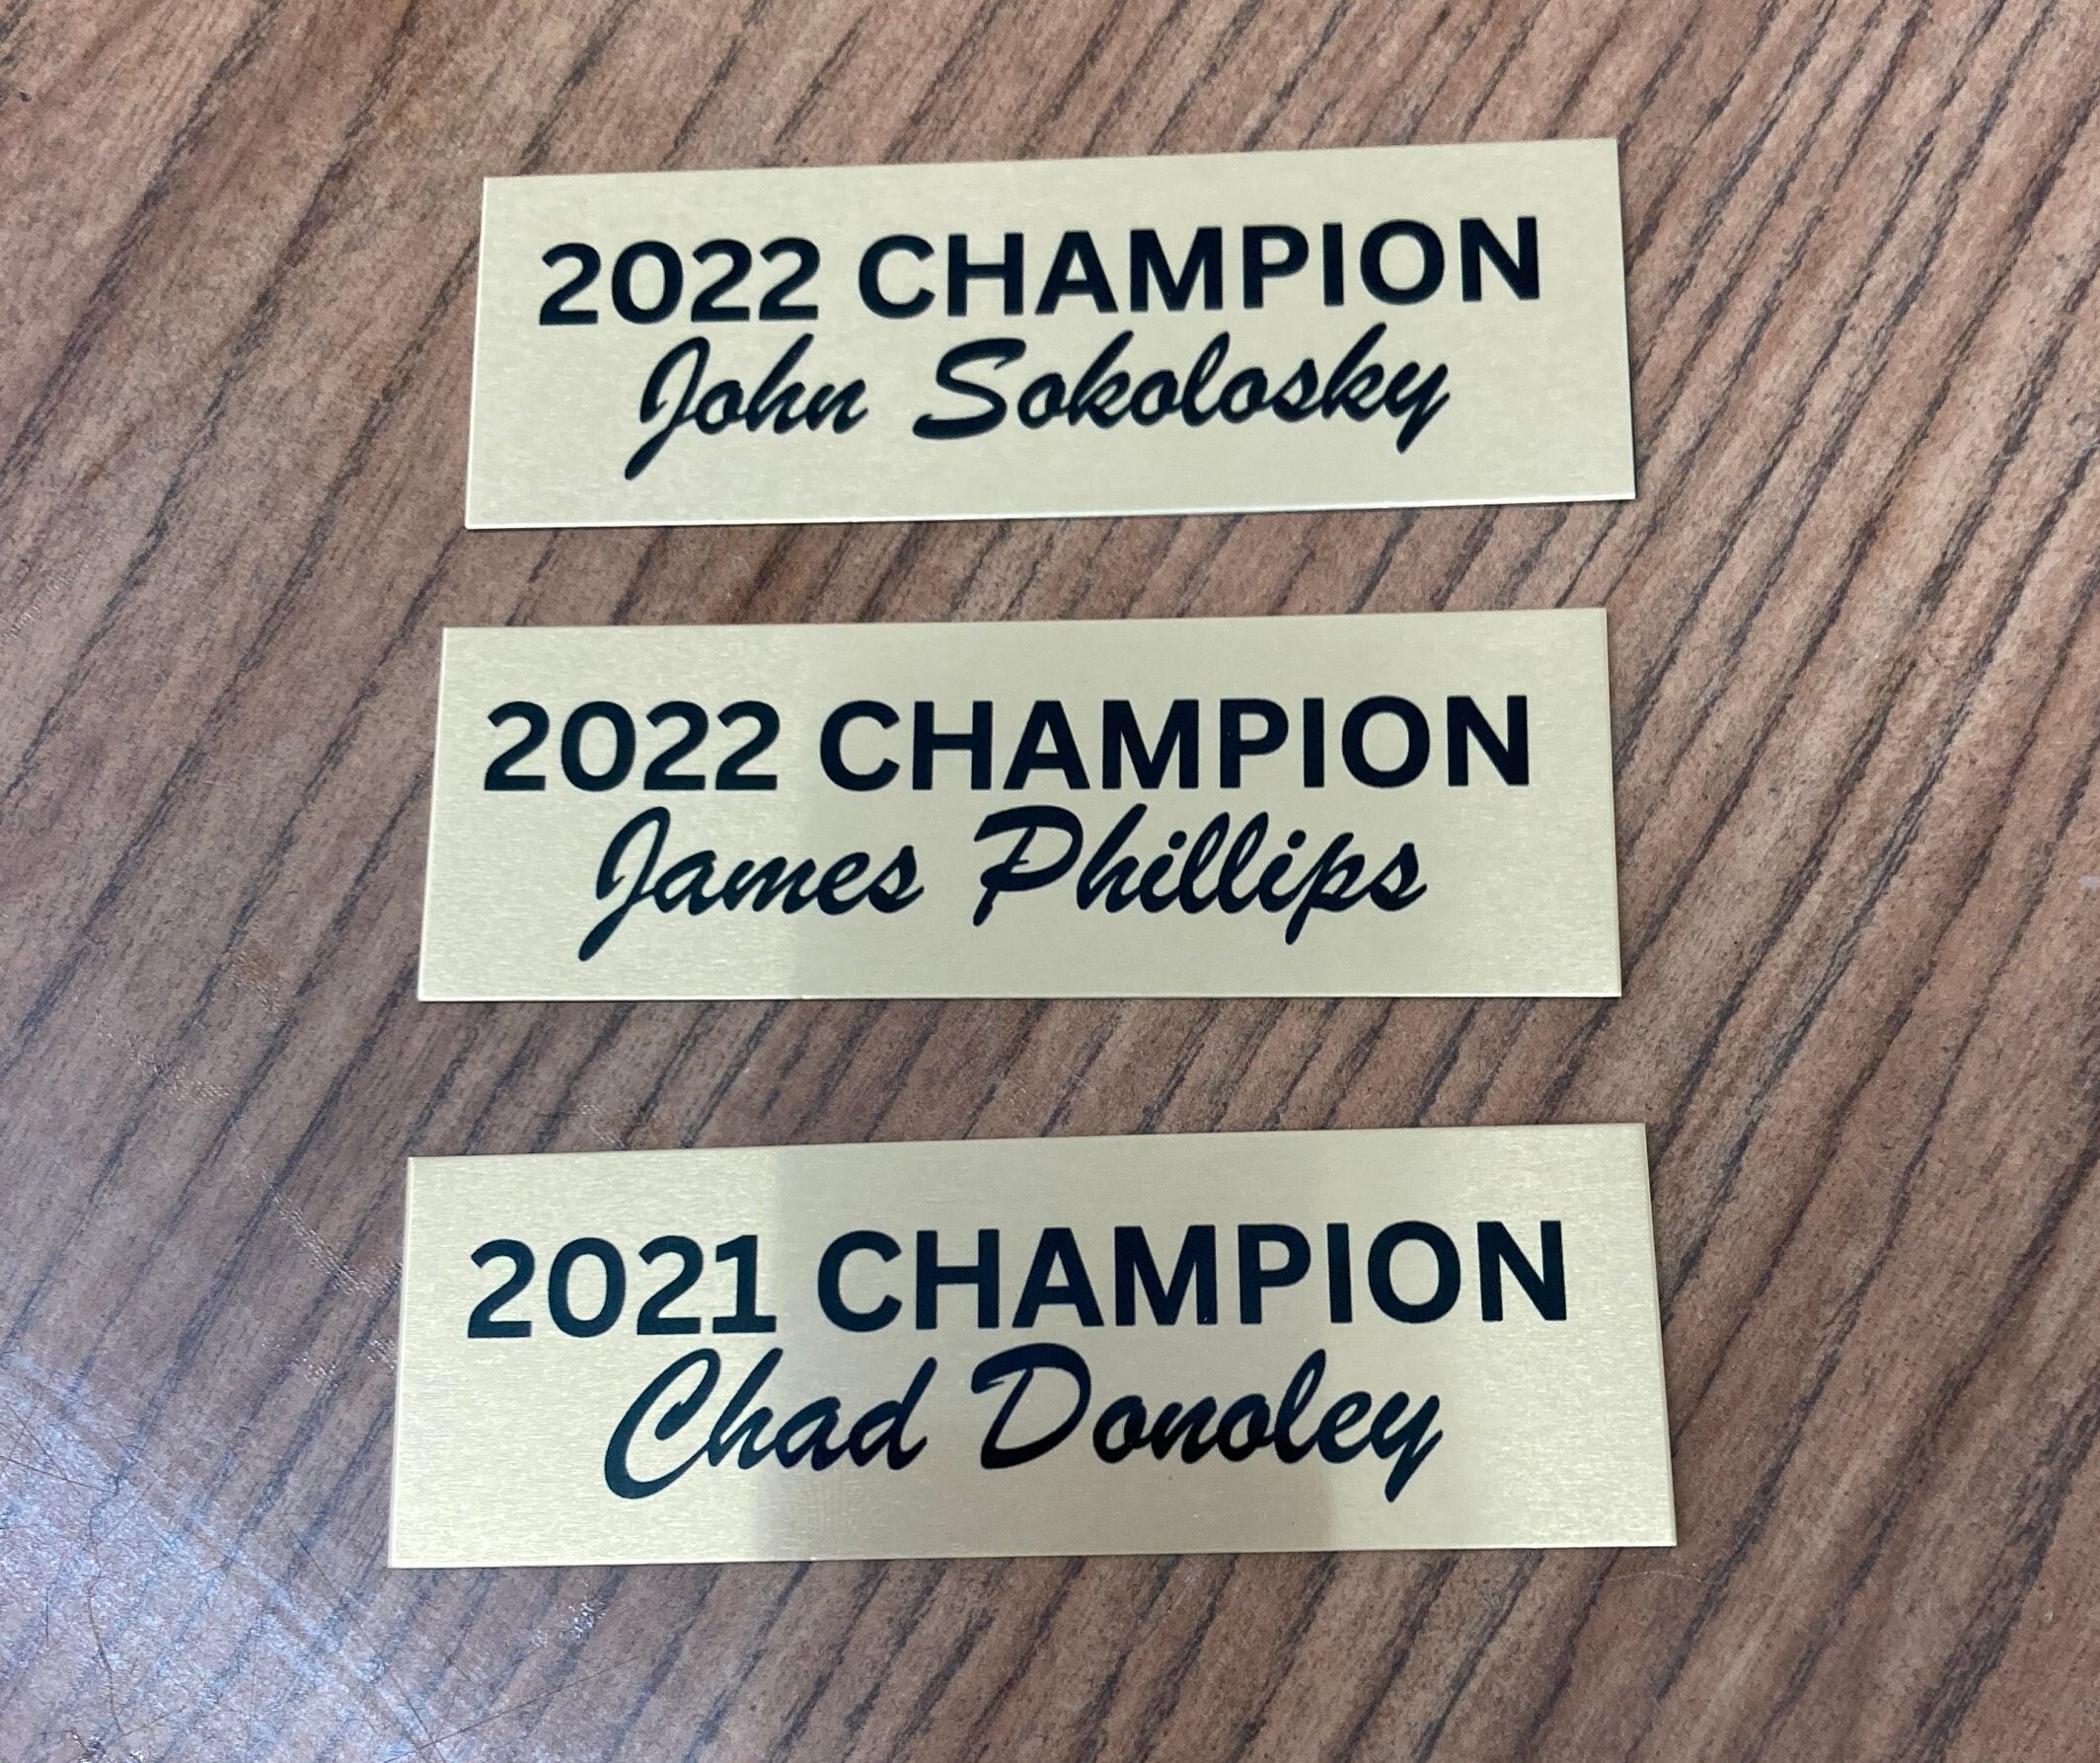 2022 CHAMPION
John Sokolosky
2022 CHAMPION
James Phillips
2021 CHAMPION
Chad Donoley